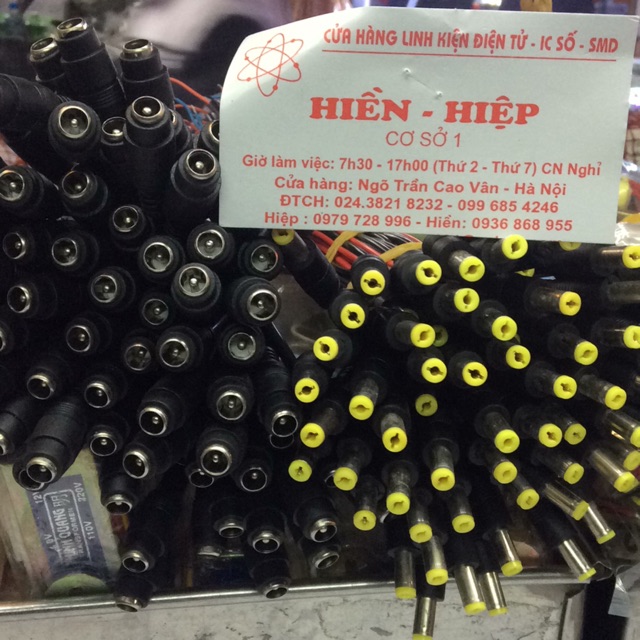 CỬA HÀNG LINH KIỆN ĐIỆN TỬ - IC SỐ - SMD
HIỀN - HIỆP
CƠ SỞ 1
Giờ làm việc: 7h30 - 17h00 (Thứ 2 - Thứ 7) CN Nghỉ
Cửa hàng: Ngõ Trần Cao Vân - Hà Nội
ĐTCH: 024.3821 8232 - 099 685 4246
Hiệp : 0979 728 996 - Hiền: 0936 868 955
QUANG
220V